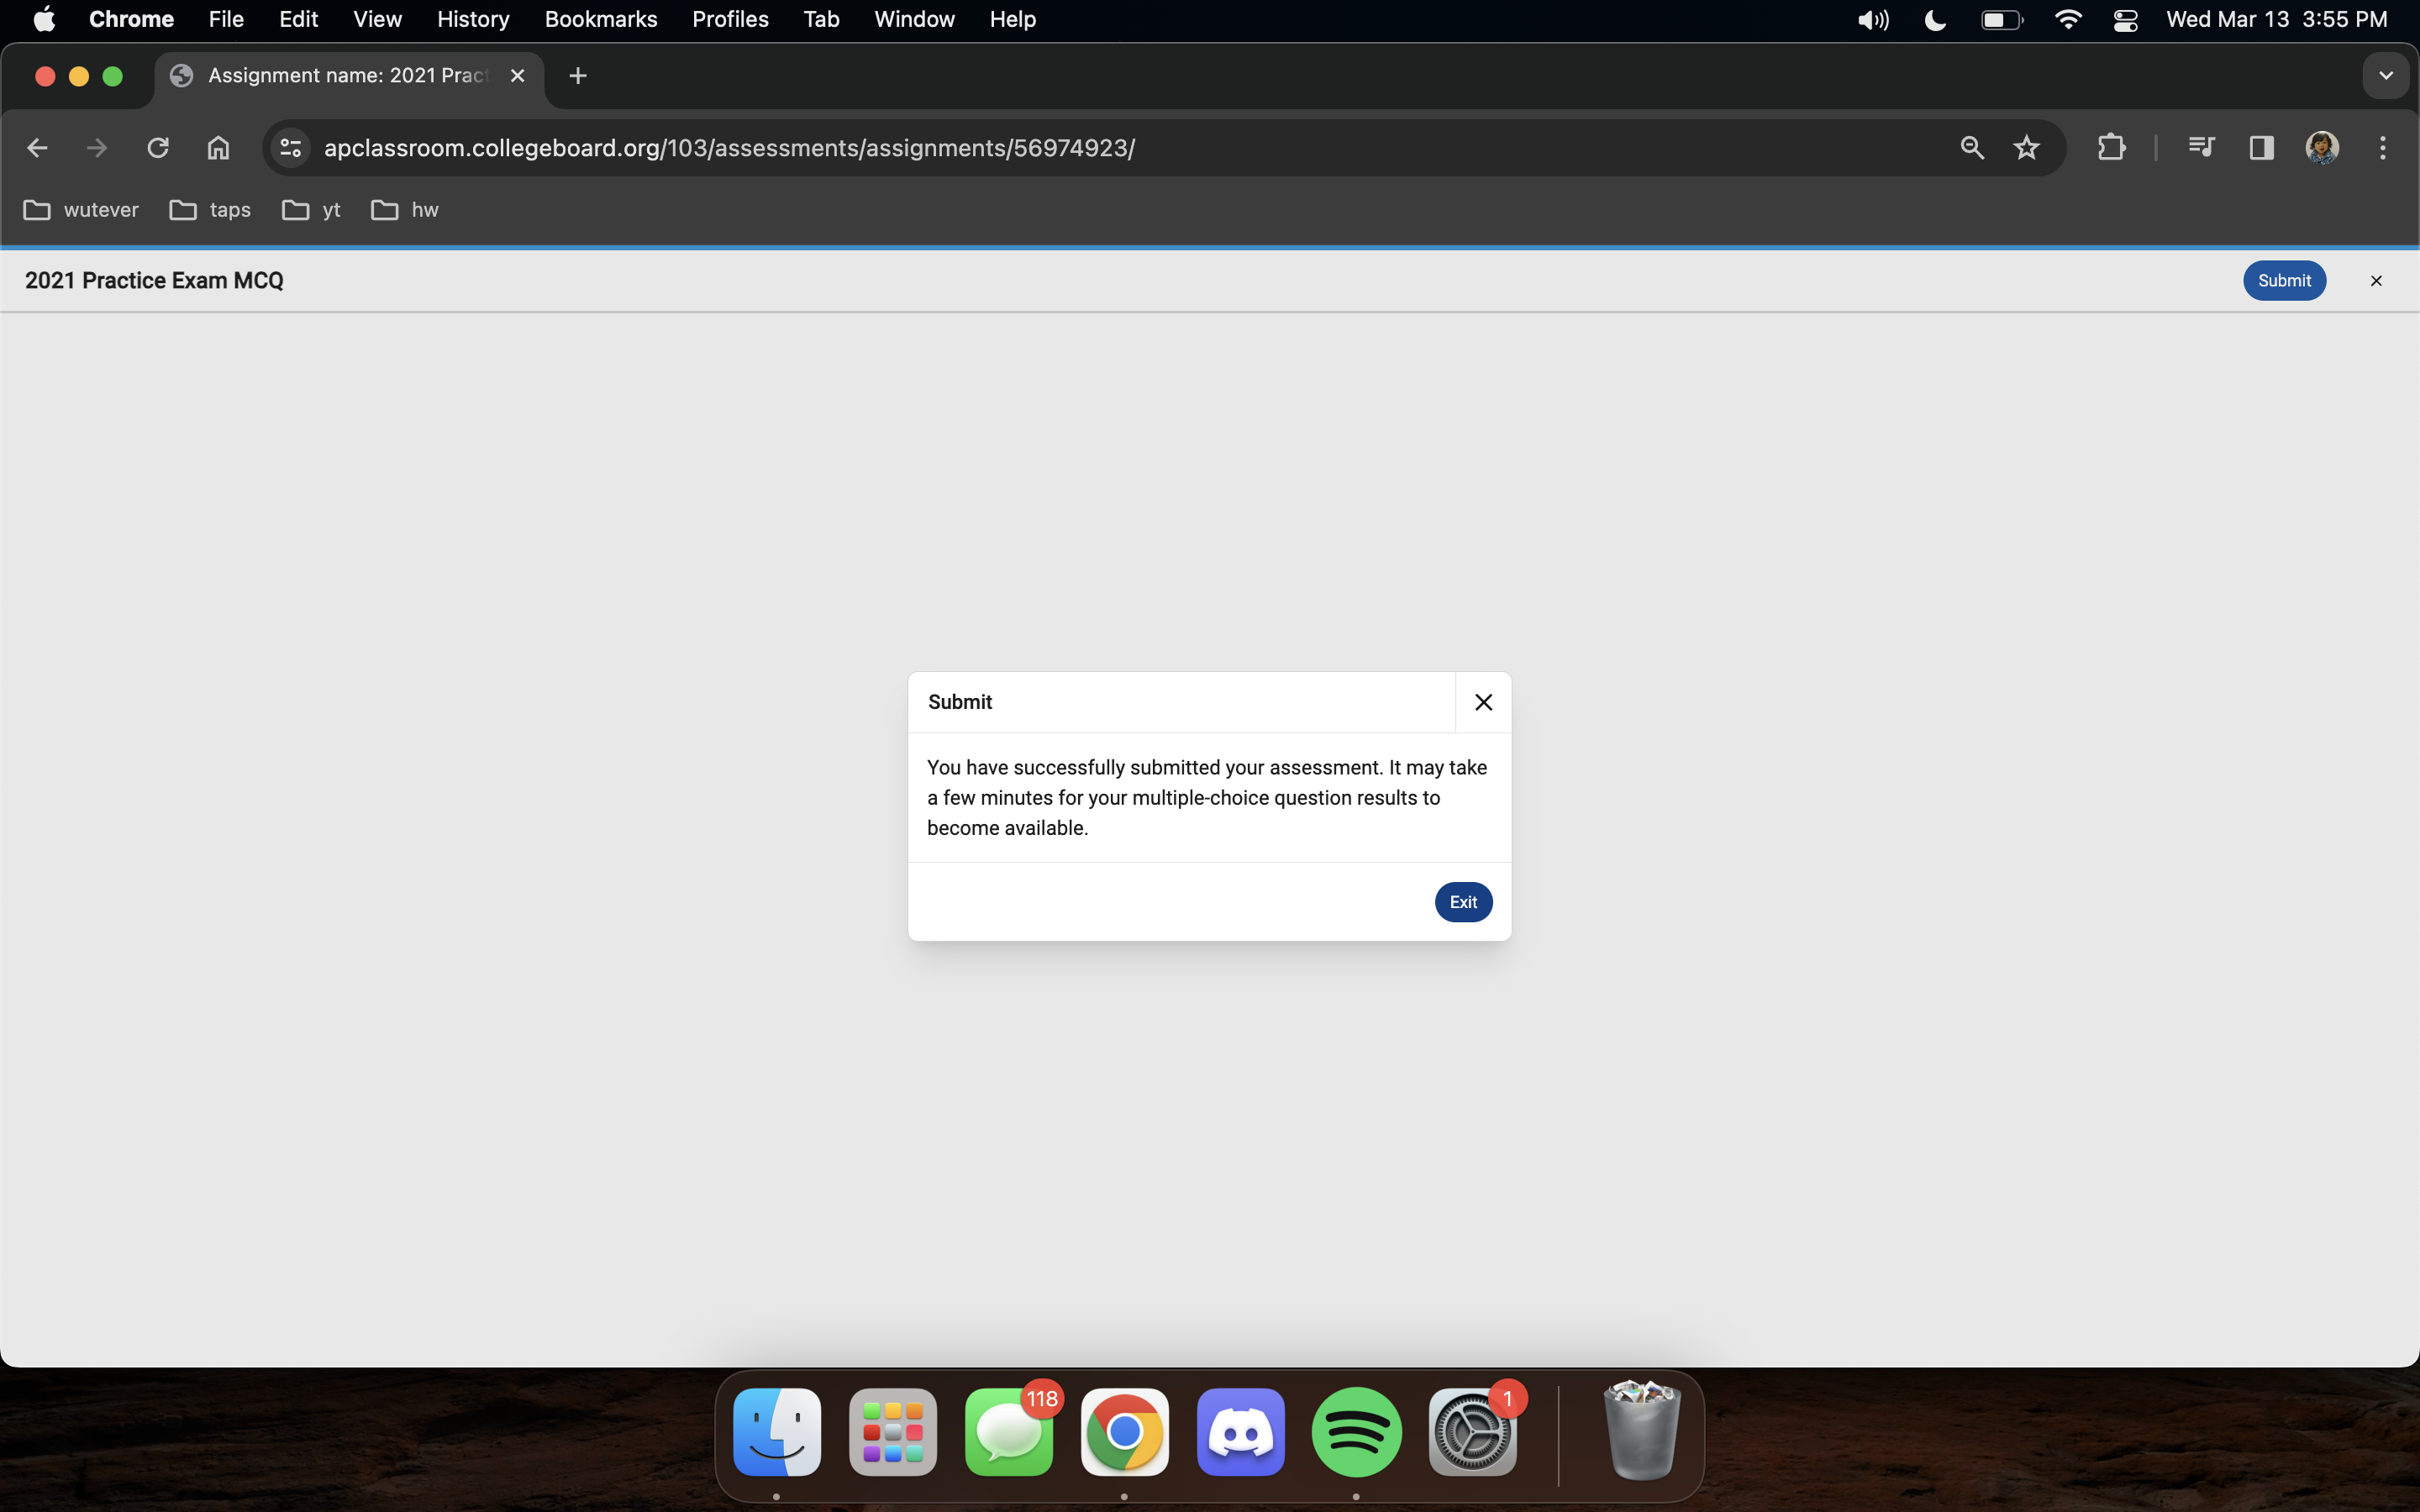 Chrome File Edit View History Bookmarks Profiles Tab Window Help Wed Mar 13 3:55 PM
Assignment name: 2021 Pract
apclassroom.collegeboard.org/103/assessments/assignments/56974923/
wutever taps yt hw
2021 Practice Exam MCQ Submit
Submit
You have successfully submitted your assessment. It may take
a few minutes for your multiple-choice question results to
become available.
Exit
118 1